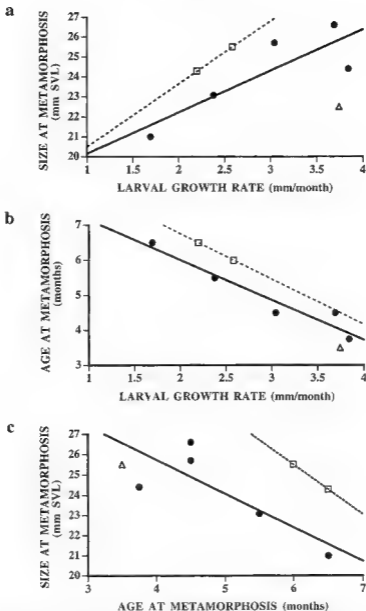 a
SIZE AT METAMORPHOSIS
(mm SVL)
27
26
25
24
23
22
21
20
1 1.5 2 2.5 3 3.5 4
LARVAL GROWTH RATE (mm/month)
b
AGE AT METAMORPHOSIS
(months)
7
6
5
4
3
1 1.5 2 2.5 3 3.5 4
LARVAL GROWTH RATE (mm/month)
c
SIZE AT METAMORPHOSIS
(mm SVL)
27
26
25
24
23
22
21
20
3 4 5 6 7
AGE AT METAMORPHOSIS (months)